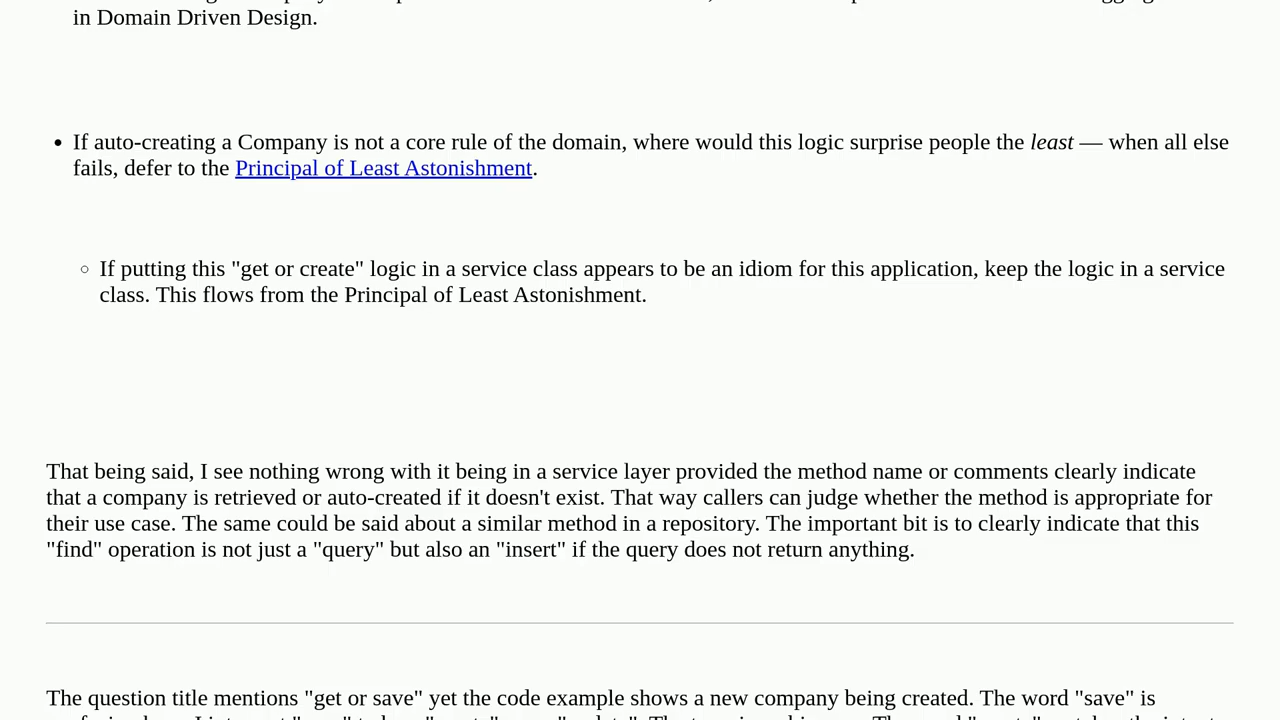 in Domain Driven Design.
If auto-creating a Company is not a core rule of the domain, where would this logic surprise people the least — when all else
fails, defer to the Principal of Least Astonishment.
If putting this "get or create" logic in a service class appears to be an idiom for this application, keep the logic in a service
class. This flows from the Principal of Least Astonishment.
That being said, I see nothing wrong with it being in a service layer provided the method name or comments clearly indicate
that a company is retrieved or auto-created if it doesn't exist. That way callers can judge whether the method is appropriate for
their use case. The same could be said about a similar method in a repository. The important bit is to clearly indicate that this
"find" operation is not just a "query" but also an "insert" if the query does not return anything.
The question title mentions "get or save" yet the code example shows a new company being created. The word "save" is